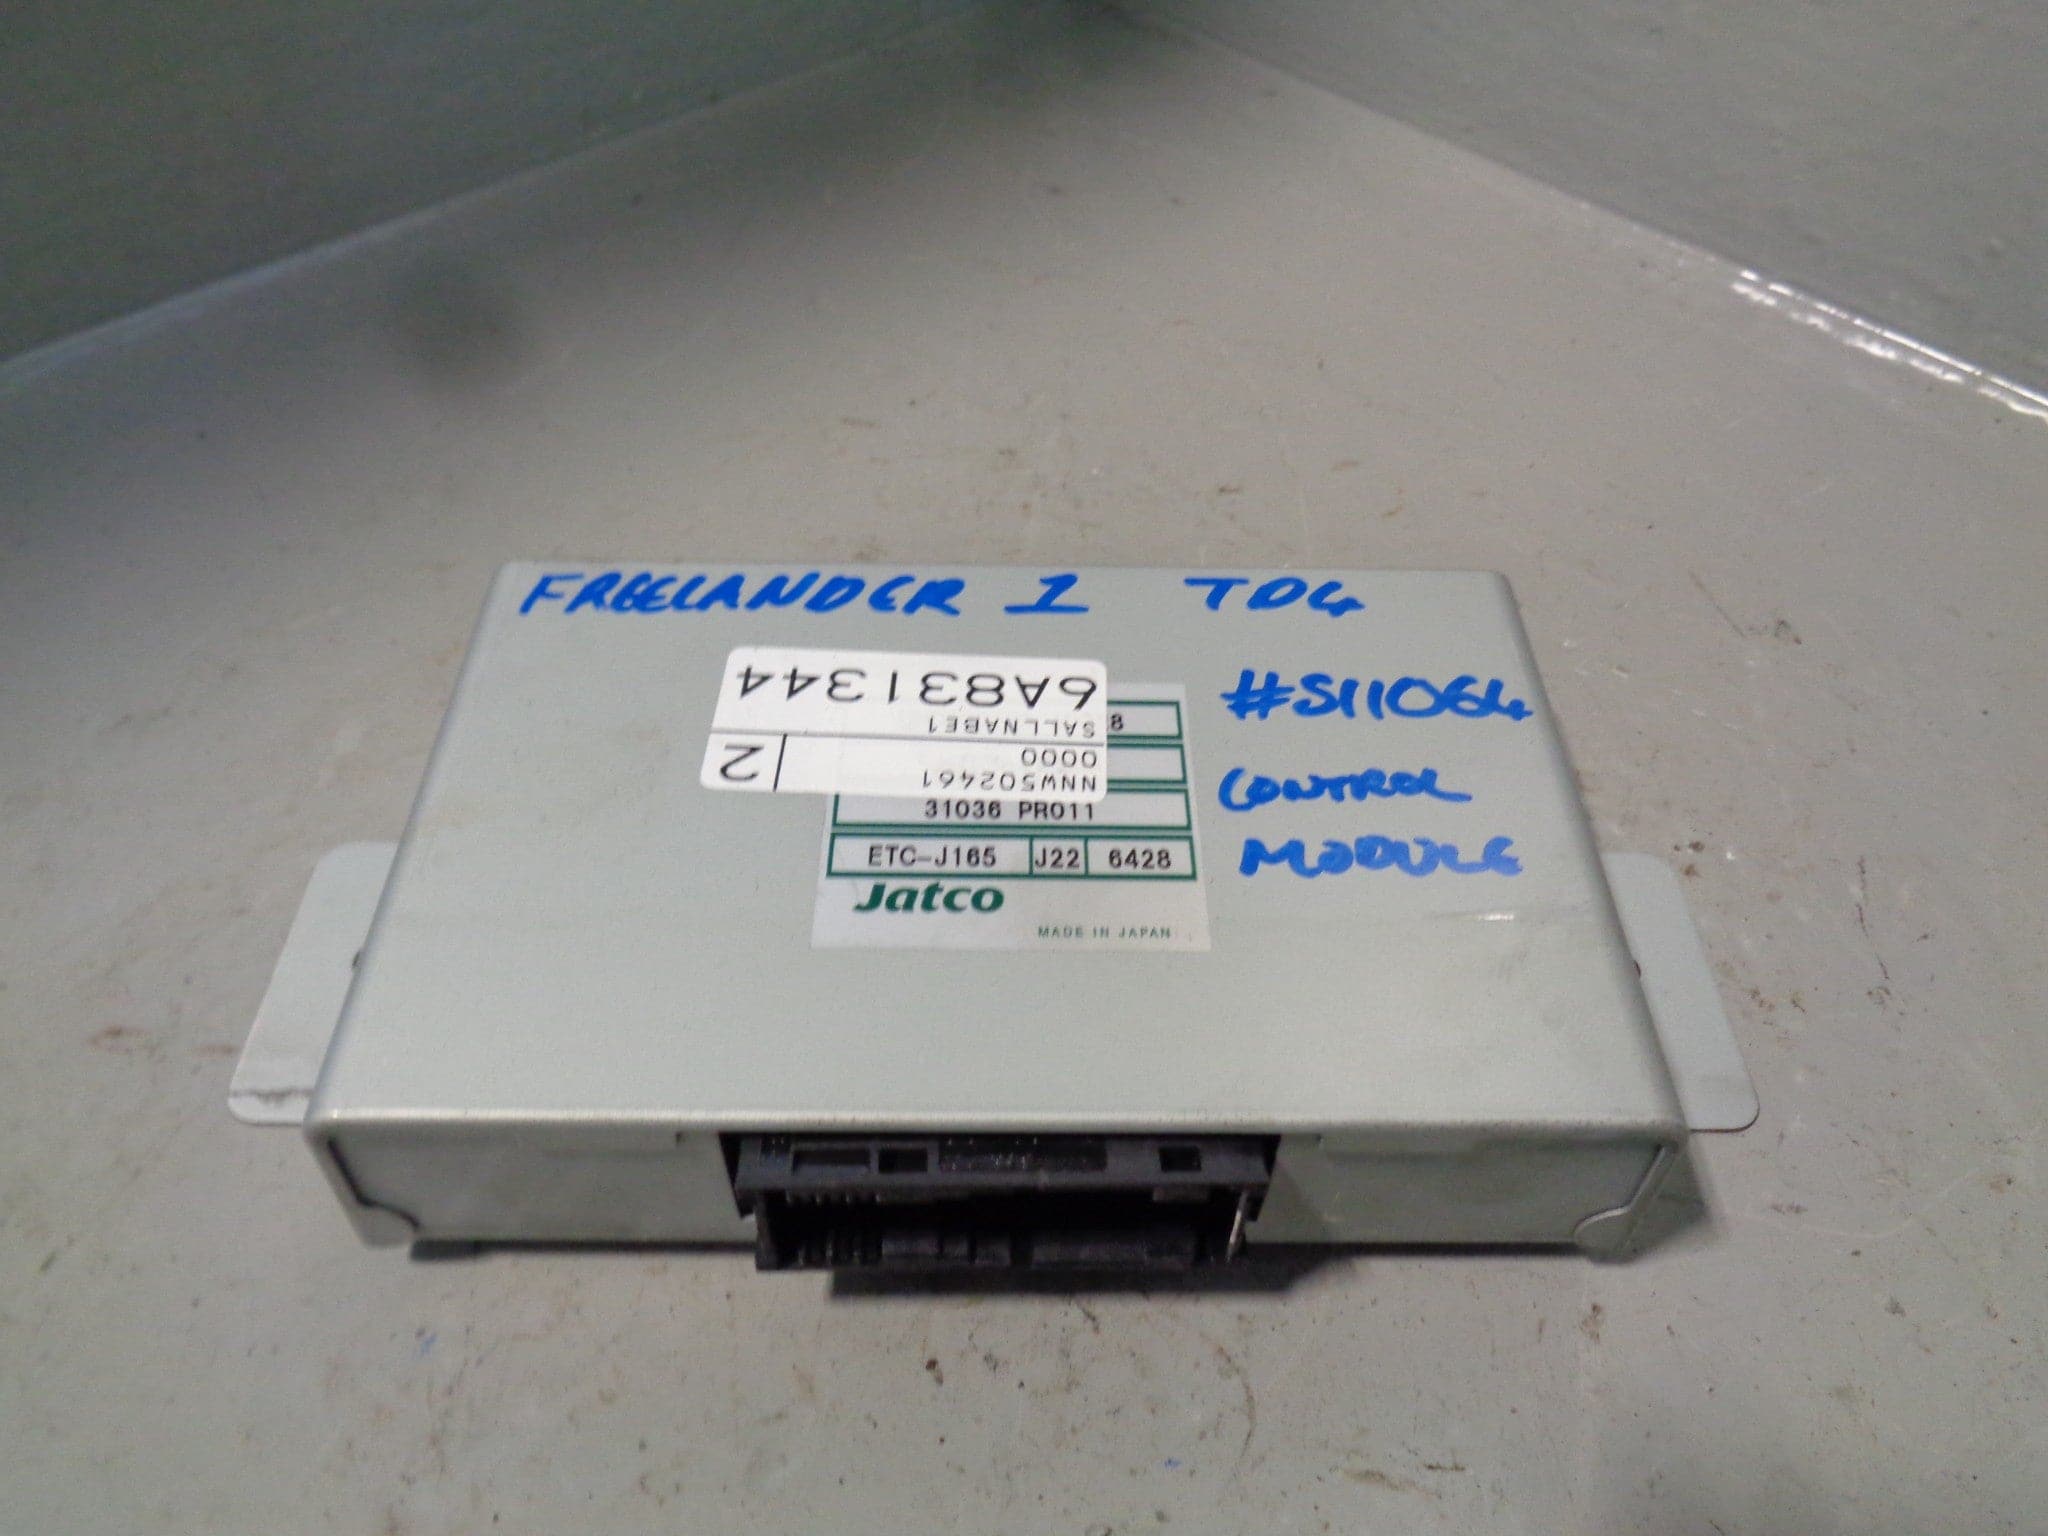 FREELANDER 1 TD4
#S11064
CONTROL
MODULE
6A831344
SALLNABE1
0000
NNW502461
2
8
31036 PR011
ETC-J165 J22 6428
Jatco
MADE IN JAPAN